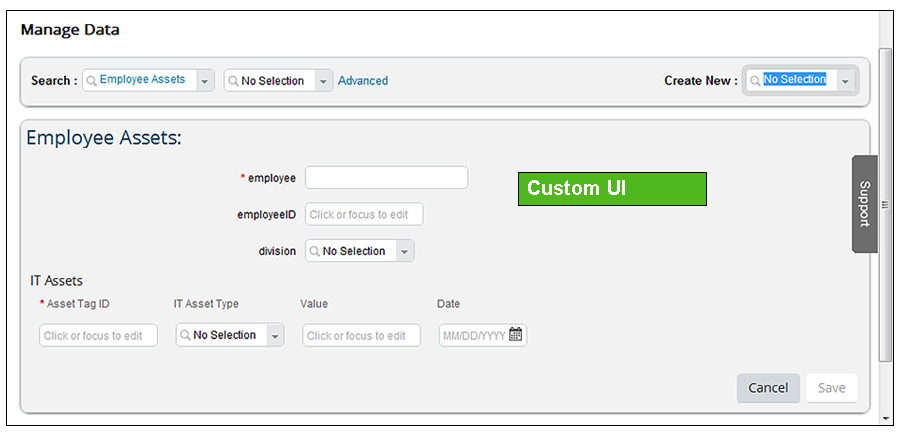 Manage Data
Search : Employee Assets No Selection Advanced Create New : No Selection
Employee Assets:
* employee
Custom UI
employeeID Click or focus to edit
division No Selection
Support
IT Assets
* Asset Tag ID IT Asset Type Value Date
Click or focus to edit No Selection Click or focus to edit MM/DD/YYYY
Cancel Save